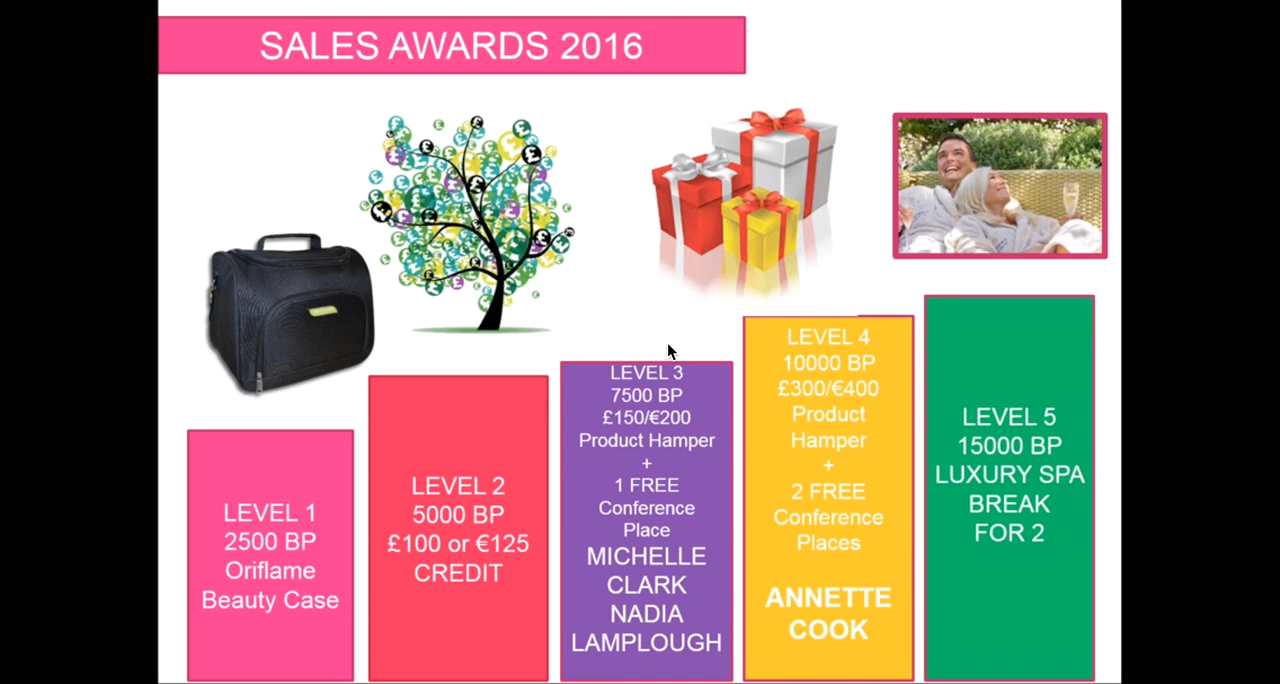 SALES AWARDS 2016
LEVEL 1
2500 BP
Oriflame
Beauty Case
LEVEL 2
5000 BP
£100 or €125
CREDIT
LEVEL 3
7500 BP
£150/€200
Product Hamper
+
1 FREE
Conference
Place
MICHELLE
CLARK
NADIA
LAMPLOUGH
LEVEL 4
10000 BP
£300/€400
Product
Hamper
+
2 FREE
Conference
Places
ANNETTE
COOK
LEVEL 5
15000 BP
LUXURY SPA
BREAK
FOR 2